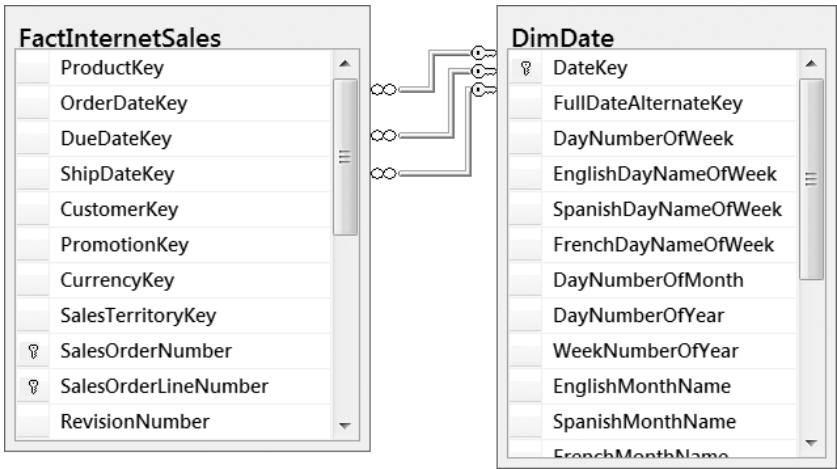 FactInternetSales
ProductKey
OrderDateKey
DueDateKey
ShipDateKey
CustomerKey
PromotionKey
CurrencyKey
SalesTerritoryKey
SalesOrderNumber
SalesOrderLineNumber
RevisionNumber
DimDate
DateKey
FullDateAlternateKey
DayNumberOfWeek
EnglishDayNameOfWeek
SpanishDayNameOfWeek
FrenchDayNameOfWeek
DayNumberOfMonth
DayNumberOfYear
WeekNumberOfYear
EnglishMonthName
SpanishMonthName
FrenchMonthName